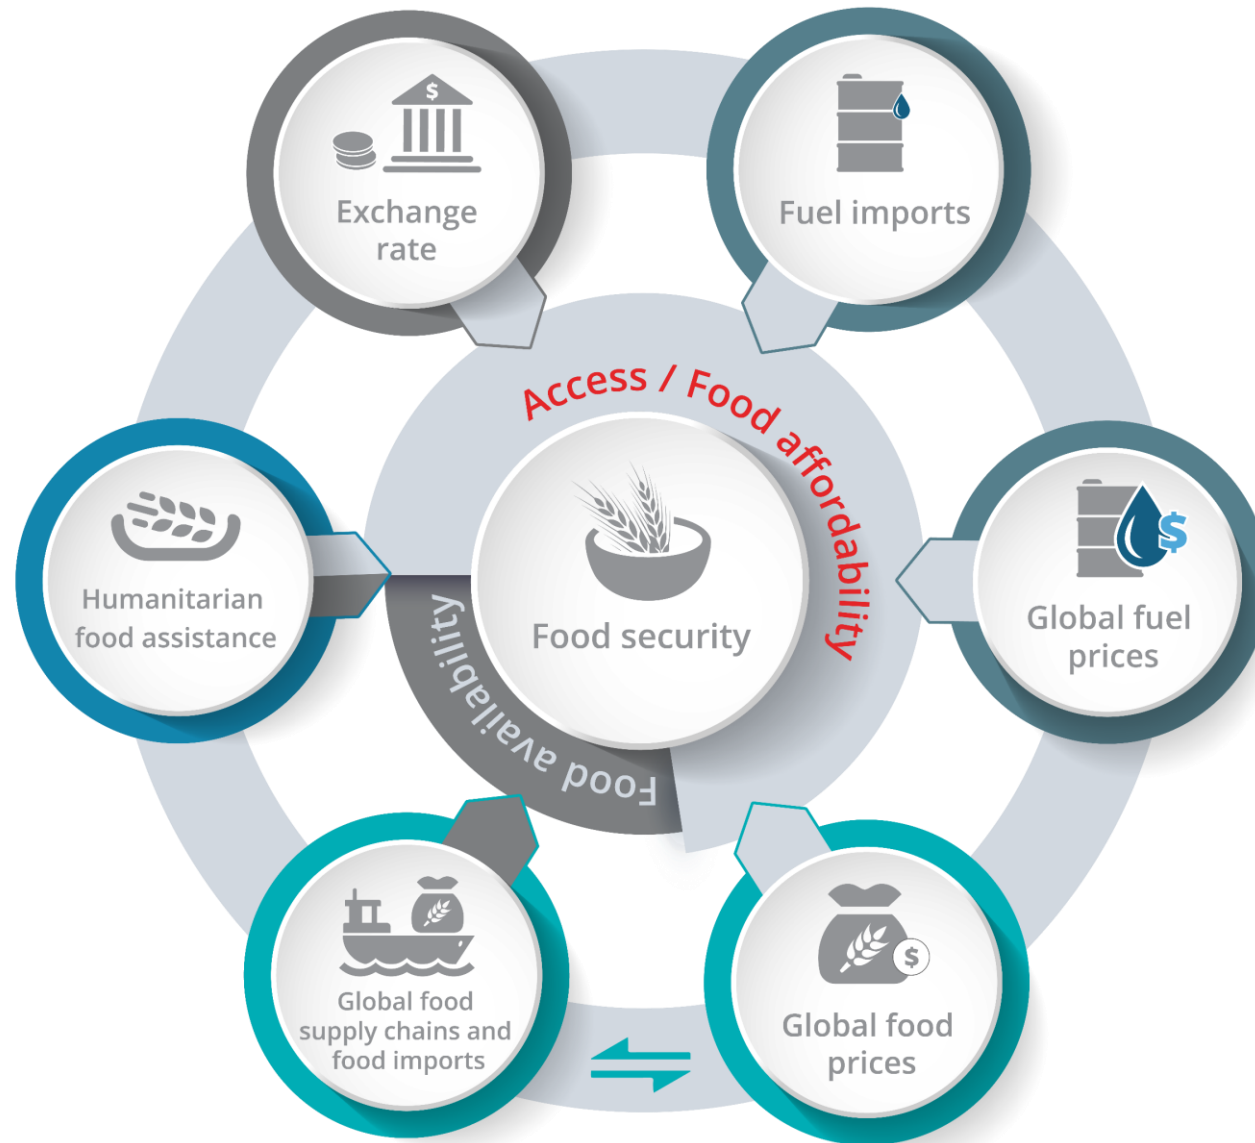 $
Exchange
rate
Fuel imports
Access / Food affordability
Humanitarian
food assistance
Food security
$
Global fuel
prices
Food availability
Global food
supply chains and
food imports
$
Global food
prices